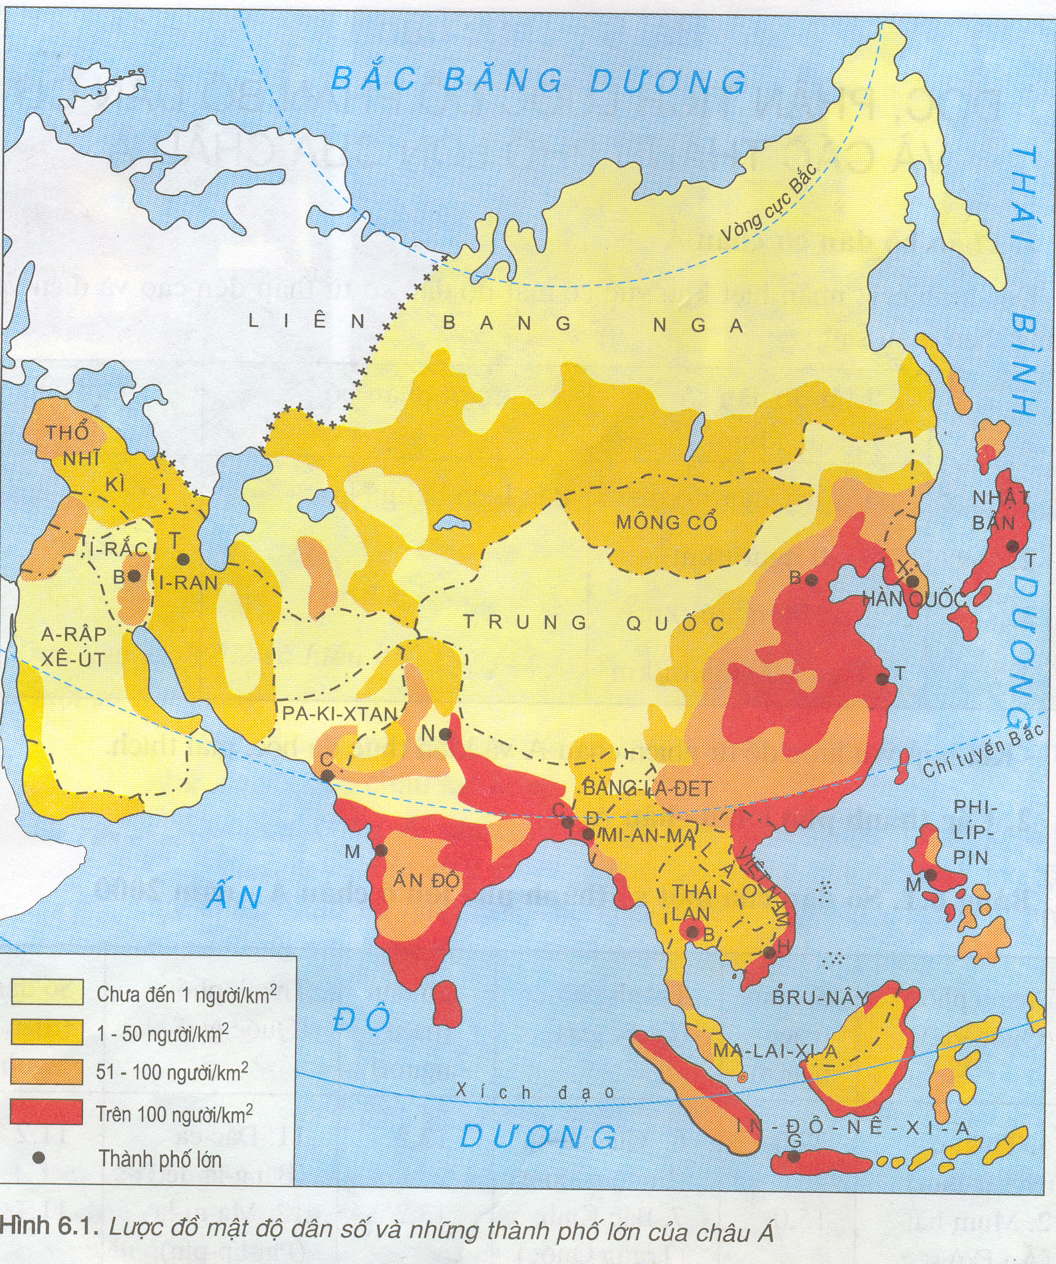 BẮC BĂNG DƯƠNG
THÁI BÌNH DƯƠNG
Vòng cực Bắc
LIÊN BANG NGA
THỔ
NHĨ
KÌ
MÔNG CỔ
NHẬT
BẢN
T
I-RẮC
T
B
I-RAN
B
X
HÀN QUỐC
A-RẬP
XÊ-ÚT
TRUNG QUỐC
T
PA-KI-XTAN
N
C
Chí tuyến Bắc
BĂNG-LA-ĐET
C
Đ
MI-AN-MA
PHI-
LÍP-
PIN
M
M
ẤN ĐỘ
LÀO
VIỆT NAM
THÁI
LAN
B
H
ẤN
ĐỘ
DƯƠNG
BRU-NÂY
MA-LAI-XI-A
Xích đạo
IN-ĐÔ-NÊ-XI-A
G
Chưa đến 1 người/km²
1 - 50 người/km²
51 - 100 người/km²
Trên 100 người/km²
Thành phố lớn
Hình 6.1. Lược đồ mật độ dân số và những thành phố lớn của châu Á